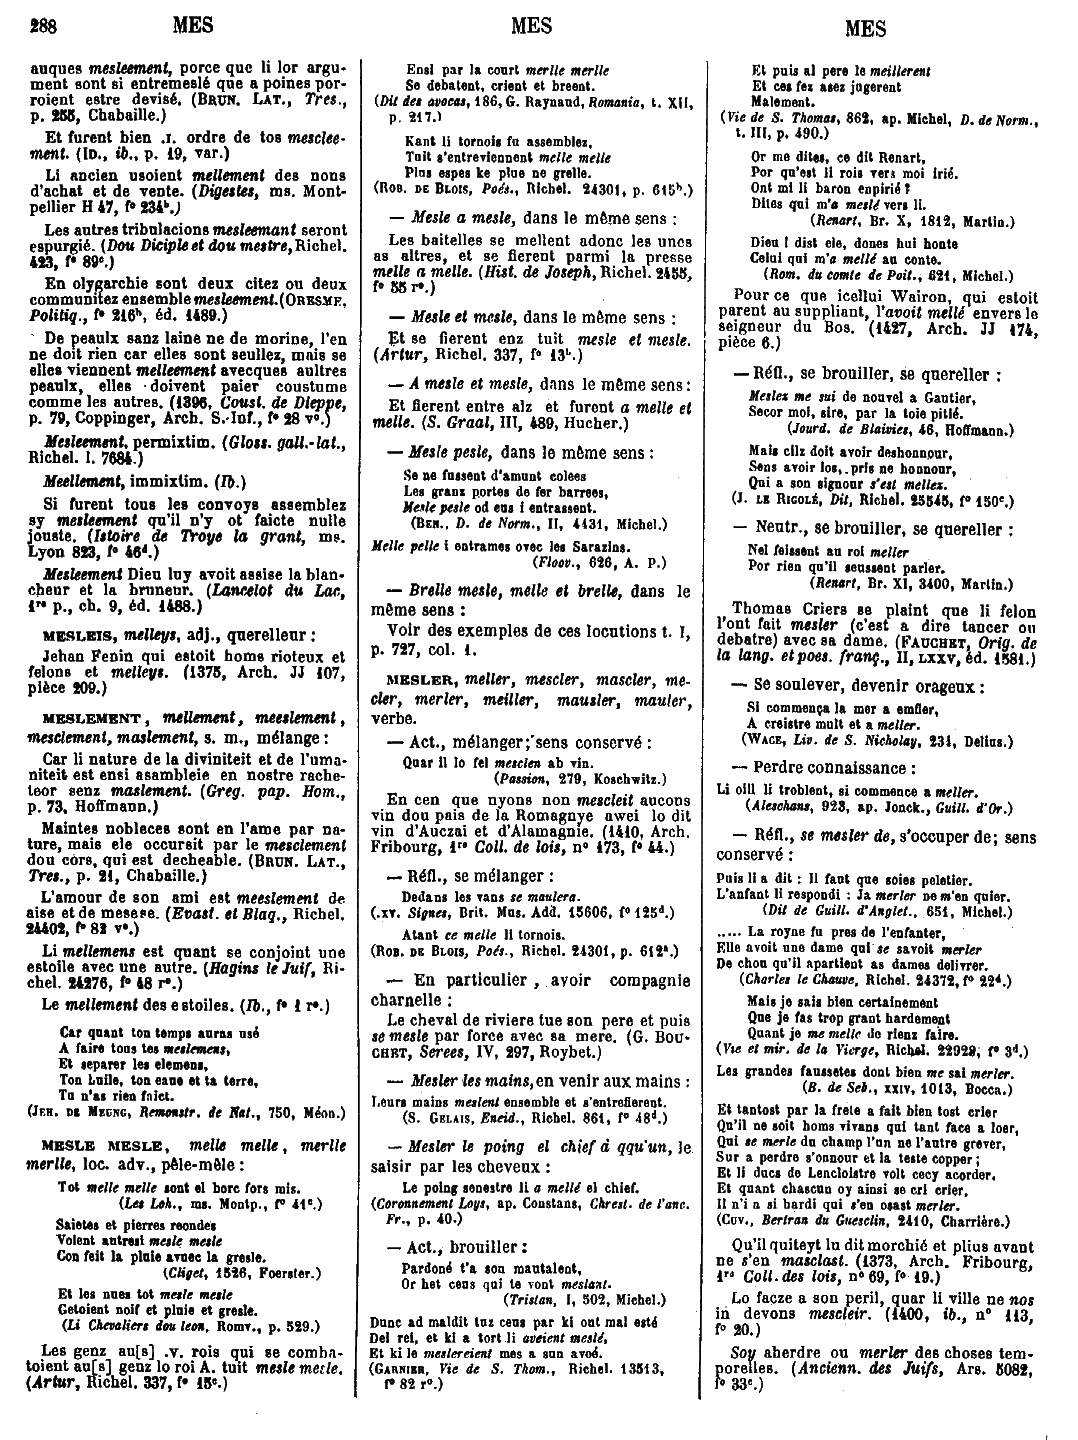 288 MES MES MES
auques mesleement, porce que li lor argu-
ment sont si entremeslé que a poines por-
roient estre devisé. (BRUN. LAT., Tres.,
p. 255, Chabaille.)
Et furent bien .I. ordre de tos mesclee-
ment. (ID., ib., p. 19, var.)
Li ancien usoient mellement des nons
d'achat et de vente. (Digestes, ms. Mont-
pellier H 47, f° 234ᵇ.)
Les autres tribulacions mesleemant seront
espurgié. (Dou Diciple et dou mestre, Richel.
423, f° 89ᶜ.)
En olygarchie sont deux citez ou deux
communitez ensemble mesleement. (ORESME,
Politiq., f° 216ᵇ, éd. 1489.)
De peaulx sanz laine ne de morine, l'en
ne doit rien car elles sont seullez, mais se
elles viennent melleement avecques aultres
peaulx, elles doivent paier coustume
comme les autres. (1396, Coust. de Dieppe,
p. 79, Coppinger, Arch. S.-Inf., f° 28 v°.)
Mesleement, permixtim. (Gloss. gall.-lat.,
Richel. l. 7684.)
Meellement, immixtim. (Ib.)
Si furent tous les convoys assemblez
sy mesleement qu'il n'y ot faicte nulle
jouste. (Istoire de Troye la grant, ms.
Lyon 823, f° 46ᵈ.)
Mesleement Dieu luy avoit assise la blan-
cheur et la bruneur. (Lancelot du Lac,
1ʳᵉ p., ch. 9, éd. 1488.)
MESLEIS, melleys, adj., querelleur :
Jehan Fenin qui estoit homs rioteux et
felons et melleys. (1375, Arch. JJ 107,
pièce 209.)
MESLEMENT, mellement, meeslement,
mesclement, maslement, s. m., mélange :
Car li nature de la diviniteit et de l'uma-
niteit est ensi asambleie en nostre rache-
teor senz maslement. (Greg. pap. Hom.,
p. 73, Hoffmann.)
Maintes nobleces sont en l'ame par na-
ture, mais ele occursit par le mesclement
dou cors, qui est decheable. (BRUN. LAT.,
Tres., p. 21, Chabaille.)
L'amour de son ami est meeslement de
aise et de mesese. (Evast. et Blaq., Richel.
24402, f° 82 v°.)
Li mellemens est quant se conjoint une
estoile avec une autre. (Hagins le Juif, Ri-
chel. 24276, f° 48 r°.)
Le mellement des estoiles. (Ib., f° 1 r°.)
Car quant ton temps auras usé
A faire tous tes meslemens,
Et separer les elemens,
Ton huile, ton eaue et ta terre,
Tu n'as rien faict.
(JEH. DE MEUNG, Remonstr. de Nat., 750, Méon.)
MESLE MESLE, melle melle, merlle
merlle, loc. adv., pêle-mêle :
Tot melle melle sont el borc fors mis.
(Les Loh., ms. Montp., f° 41ᶜ.)
Saietes et pierres reondes
Volent autresi mesle mesle
Con feit la pluie avuec la gresle.
(Cliget, 1526, Foerster.)
Et les nues tot mesle mesle
Getoient noif et pluie et gresle.
(Li Chevaliers dou leon, Romv., p. 529.)
Les genz au[s] .V. rois qui se comba-
toient au[s] genz lo roi A. tuit mesle mesle.
(Artur, Richel. 337, f° 15ᶜ.)
Ensi par la court merlle merlle
Se debatent, crient et breent.
(Dit des avocas, 186, G. Raynaud, Romania, t. XII,
p. 217.)
Kant li tornois fu assemblez,
Tuit s'entreviennent melle melle
Plus espes ke plue ne grelle.
(ROB. DE BLOIS, Poés., Richel. 24301, p. 615ᵇ.)
— Mesle a mesle, dans le même sens :
Les baitelles se mellent adonc les unes
as altres, et se fierent parmi la presse
melle a melle. (Hist. de Joseph, Richel. 2455,
f° 55 r°.)
— Mesle et mesle, dans le même sens :
Et se fierent enz tuit mesle et mesle.
(Artur, Richel. 337, f° 13ᵇ.)
— A mesle et mesle, dans le même sens :
Et fierent entre alz et furent a melle et
melle. (S. Graal, III, 489, Hucher.)
— Mesle pesle, dans le même sens :
Se ne fussent d'amunt colees
Les granz portes de fer barrees,
Mesle pesle od eus i entrassent.
(BEN., D. de Norm., II, 4131, Michel.)
Melle pelle i entrames ovec les Sarazins.
(Floov., 626, A. P.)
— Brelle mesle, melle et brelle, dans le
même sens :
Voir des exemples de ces locutions t. I,
p. 727, col. 1.
MESLER, meller, mescler, mascler, me-
cler, merler, meiller, mausler, mauler,
verbe.
— Act., mélanger; sens conservé :
Quar il lo fel mesclen ab vin.
(Passion, 279, Koschwitz.)
En cen que nyons non mescleit aucons
vin dou pais de la Romagnye awei lo dit
vin d'Auczai et d'Alamagnie. (1410, Arch.
Fribourg, 1ʳᵉ Coll. de lois, n° 173, f° 44.)
— Réfl., se mélanger :
Dedans les vans se maulera.
(.XV. Signes, Brit. Mus. Add. 15606, f° 125ᵈ.)
Atant ce melle li tornois.
(ROB. DE BLOIS, Poés., Richel. 24301, p. 612ᵃ.)
— En particulier, avoir compagnie
charnelle :
Le cheval de riviere tue son pere et puis
se mesle par force avec sa mere. (G. BOU-
CHET, Serees, IV, 297, Roybet.)
— Mesler les mains, en venir aux mains :
Leurs mains meslent ensemble et s'entrefierent.
(S. GELAIS, Eneid., Richel. 861, f° 48ᵈ.)
— Mesler le poing el chief à qqu'un, le
saisir par les cheveux :
Le poing senestre li a mellé el chief.
(Coronnement Loys, ap. Constans, Chrest. de l'anc.
Fr., p. 40.)
— Act., brouiller :
Pardoné t'a son mautalent,
Or het ceus qui te vont meslant.
(Tristan, I, 502, Michel.)
Dunc ad maldit tuz ceus par ki out mal esté
Del rei, et ki a tort li aveient meslé,
Et ki le meslereient mes a sun avoé.
(GARNIER, Vie de S. Thom., Richel. 13513,
f° 82 r°.)
Et puis al pere le meillerent
Et ces fez asez jugerent
Malement.
(Vie de S. Thomas, 862, ap. Michel, D. de Norm.,
t. III, p. 490.)
Or me dites, ce dit Renart,
Por qu'est li rois vers moi irié.
Ont mi li baron enpirié ?
Dites qui m'a meslé vers li.
(Renart, Br. X, 1812, Martin.)
Dieu ! dist ele, dones hui honte
Celui qui m'a mellé au conte.
(Rom. du comte de Poit., 621, Michel.)
Pour ce que icellui Wairon, qui estoit
parent au suppliant, l'avoit mellé envers le
seigneur du Bos. (1427, Arch. JJ 174,
pièce 6.)
— Réfl., se brouiller, se quereller :
Meslez me sui de nouvel a Gautier,
Secor moi, sire, par la toie pitié.
(Jourd. de Blaivies, 46, Hoffmann.)
Mais cilz doit avoir deshonnour,
Sens avoir los, pris ne honnour,
Qui a son signour s'est mellez.
(J. LE RIGOLÉ, Dit, Richel. 25545, f° 150ᶜ.)
— Neutr., se brouiller, se quereller :
Nel feissent au roi meller
Por rien qu'il seussent parler.
(Renart, Br. XI, 3400, Martin.)
Thomas Criers se plaint que li felon
l'ont fait mesler (c'est a dire tancer ou
debatre) avec sa dame. (FAUCHET, Orig. de
la lang. et poes. franç., II, LXXV, éd. 1581.)
— Se soulever, devenir orageux :
Si commença la mer a emfler,
A creistre mult et a meller.
(WACE, Liv. de S. Nicholay, 231, Delius.)
— Perdre connaissance :
Li oill li troblent, si commence a meller.
(Aleschans, 923, ap. Jonck., Guill. d'Or.)
— Réfl., se mesler de, s'occuper de; sens
conservé :
Puis li a dit : Il faut que soies peletier.
L'anfant li respondi : Ja merler ne m'en quier.
(Dit de Guill. d'Anglet., 651, Michel.)
..... La royne fu pres de l'enfanter,
Elle avoit une dame qui se savoit merler
De chou qu'il apartient as dames delivrer.
(Charles le Chauve, Richel. 24372, f° 22ᵈ.)
Mais je sais bien certainement
Que je fas trop grant hardement
Quant je me melle de rienz faire.
(Vie et mir. de la Vierge, Richel. 22929, f° 3ᵈ.)
Les grandes faussetes dont bien me sai merler.
(B. de Seb., XXIV, 1013, Bocca.)
Et tantost par la frete a fait bien tost crier
Qu'il ne soit homs vivans qui tant face a loer,
Qui se merle du champ l'un ne l'autre grever,
Sur a perdre s'onnour et la teste copper ;
Et li ducs de Lencloistre volt cecy acorder.
Et quant chascun oy ainsi se cri crier,
Il n'i a si bardi qui s'en osast merler.
(CUV., Bertran du Guesclin, 2410, Charrière.)
Qu'il quiteyt lu dit morchié et plius avant
ne s'en masclast. (1373, Arch. Fribourg,
1ʳᵉ Coll. des lois, n° 69, f° 19.)
Lo facze a son peril, quar li ville ne nos
in devons mescleir. (1400, ib., n° 113,
f° 20.)
Soy aherdre ou merler des choses tem-
porelles. (Ancienn. des Juifs, Ars. 5082,
f° 33ᶜ.)